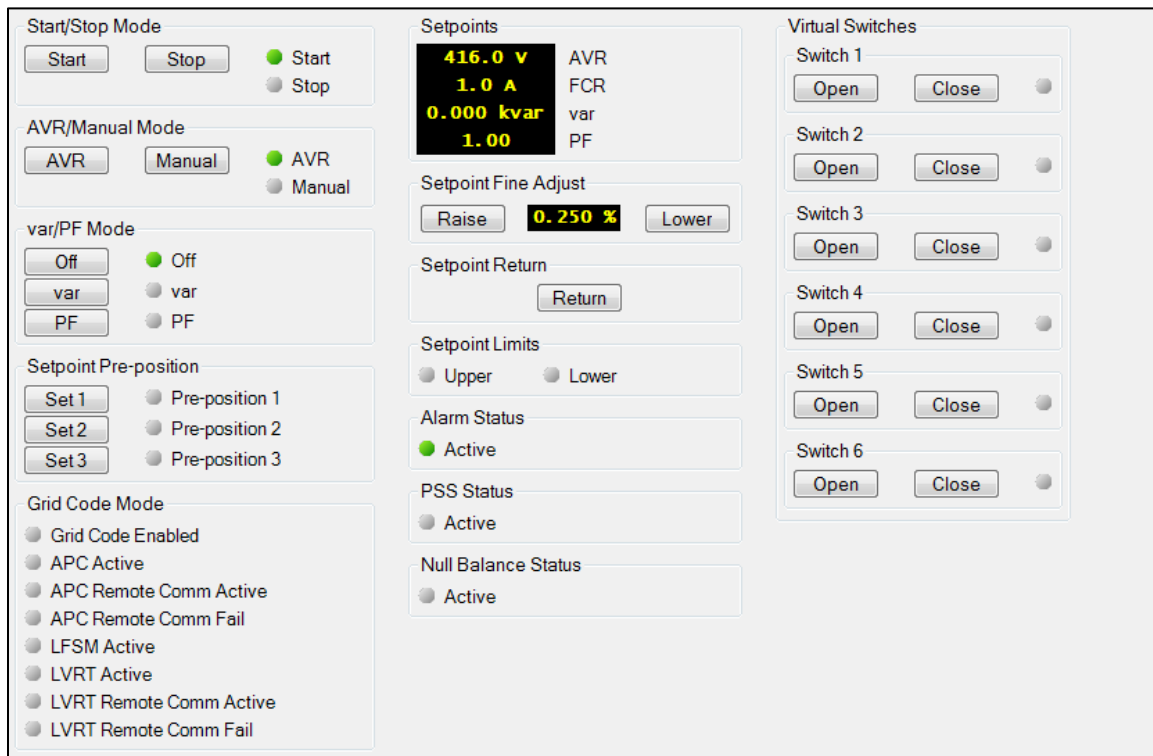 Start/Stop Mode
Start Stop Start
Stop
AVR/Manual Mode
AVR Manual AVR
Manual
var/PF Mode
Off Off
var var
PF PF
Setpoint Pre-position
Set 1 Pre-position 1
Set 2 Pre-position 2
Set 3 Pre-position 3
Grid Code Mode
Grid Code Enabled
APC Active
APC Remote Comm Active
APC Remote Comm Fail
LFSM Active
LVRT Active
LVRT Remote Comm Active
LVRT Remote Comm Fail
Setpoints
416.0 V AVR
1.0 A FCR
0.000 kvar var
1.00 PF
Setpoint Fine Adjust
Raise 0.250 % Lower
Setpoint Return
Return
Setpoint Limits
Upper Lower
Alarm Status
Active
PSS Status
Active
Null Balance Status
Active
Virtual Switches
Switch 1
Open Close
Switch 2
Open Close
Switch 3
Open Close
Switch 4
Open Close
Switch 5
Open Close
Switch 6
Open Close